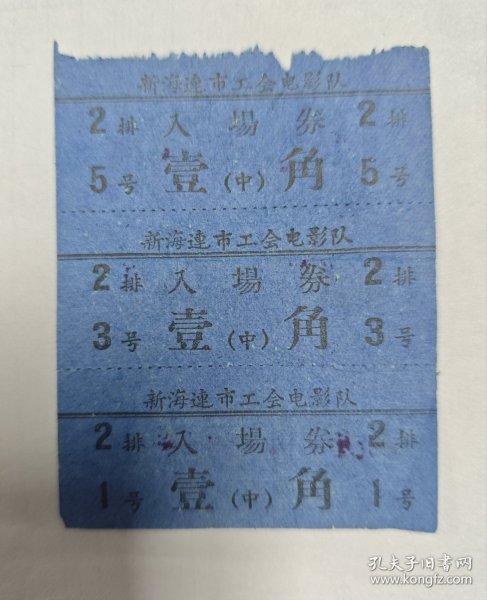 新海連市工会电影队
2排 入場券 2排
5号 壹(中)角 5号
新海連市工会电影队
2排 入場券 2排
3号 壹(中)角 3号
新海連市工会电影队
2排 入場券 2排
1号 壹(中)角 1号
孔夫子旧书网
www.kongfz.com